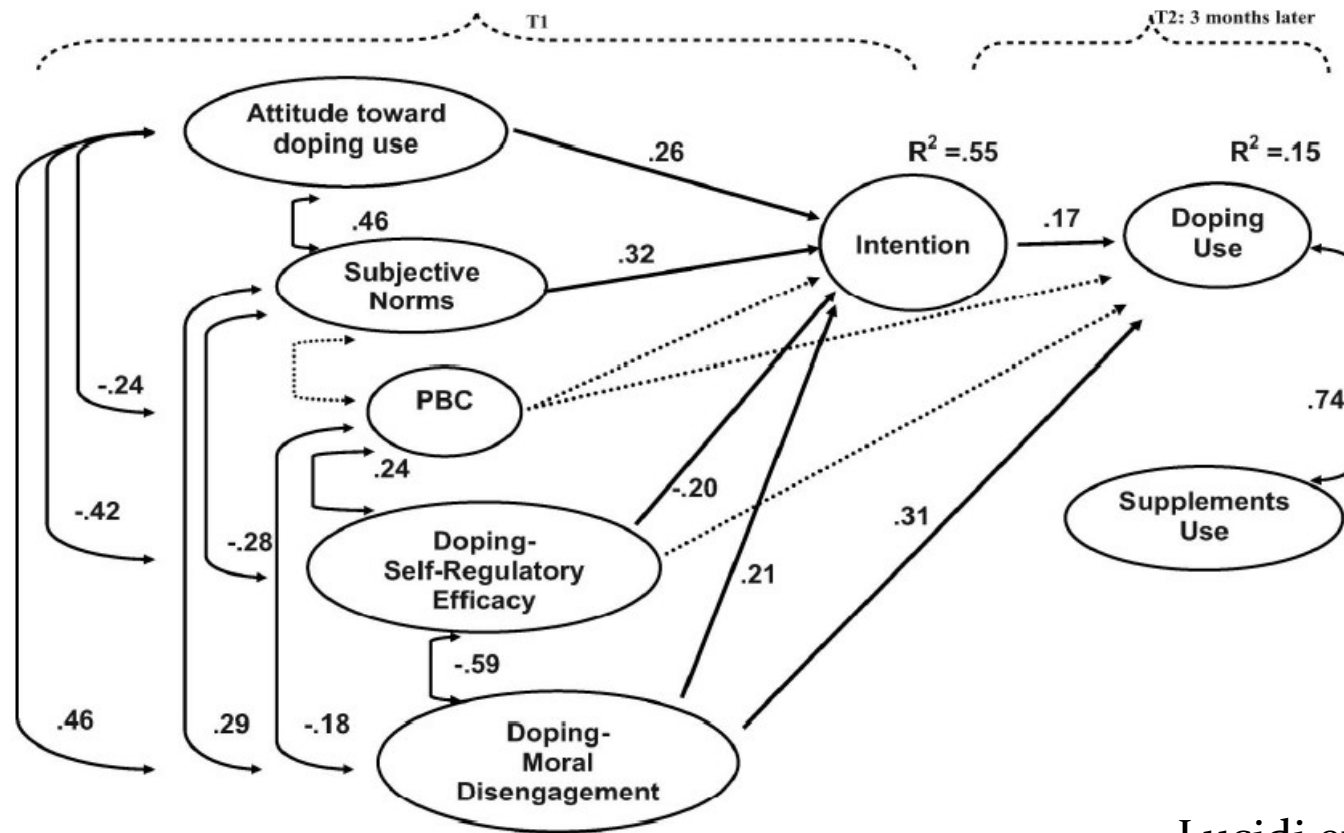 T1
T2: 3 months later
Attitude toward
doping use
.26
R² =.55
R² =.15
.46
Subjective
Norms
.32
Intention
.17
Doping
Use
-.24
PBC
.74
.24
-.42
-.28
Doping-
Self-Regulatory
Efficacy
-.20
.31
Supplements
Use
.21
-.59
.46
.29
-.18
Doping-
Moral
Disengagement